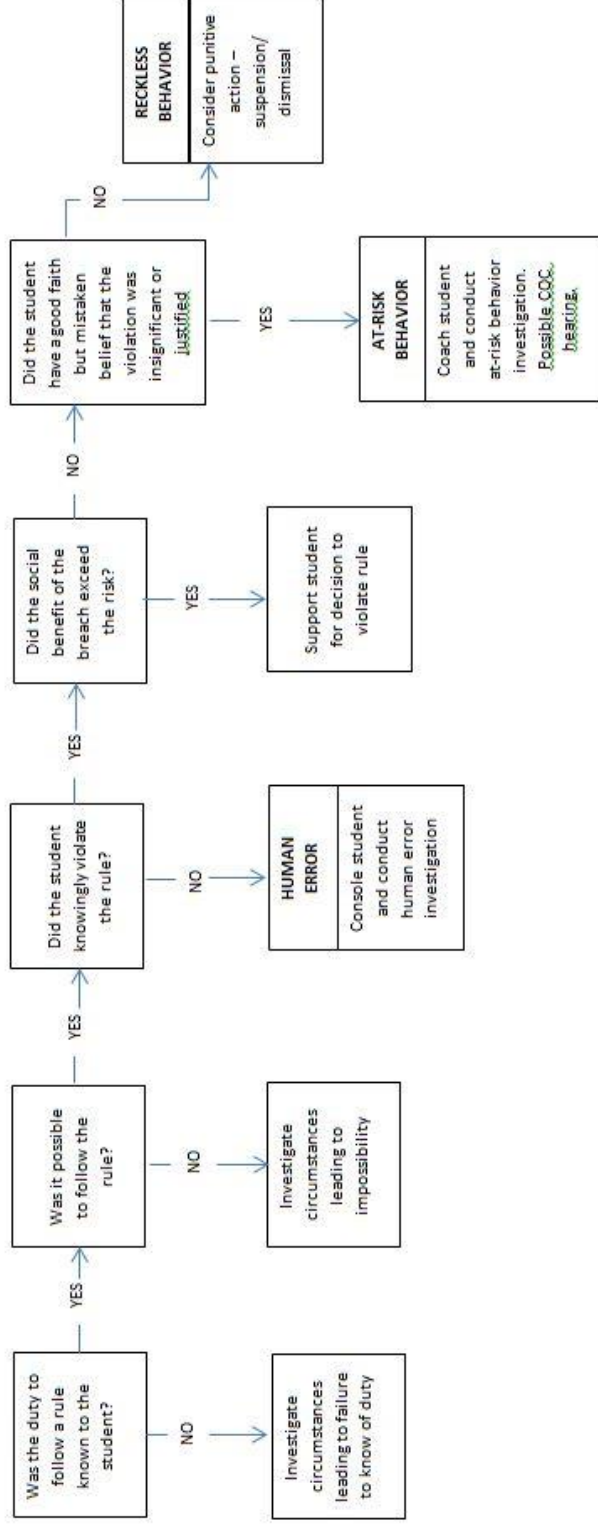 Was the duty to
follow a rule
known to the
student?
YES
NO
Investigate
circumstances
leading to failure
to know of duty
Was it possible
to follow the
rule?
YES
NO
Investigate
circumstances
leading to
impossibility
Did the student
knowingly violate
the rule?
YES
NO
HUMAN
ERROR
Console student
and conduct
human error
investigation
Did the social
benefit of the
breach exceed
the risk?
NO
YES
Support student
for decision to
violate rule
Did the student
have a good faith
but mistaken
belief that the
violation was
insignificant or
justified
NO
YES
AT-RISK
BEHAVIOR
Coach student
and conduct
at-risk behavior
investigation.
Possible COC
hearing.
RECKLESS
BEHAVIOR
Consider punitive
action –
suspension/
dismissal